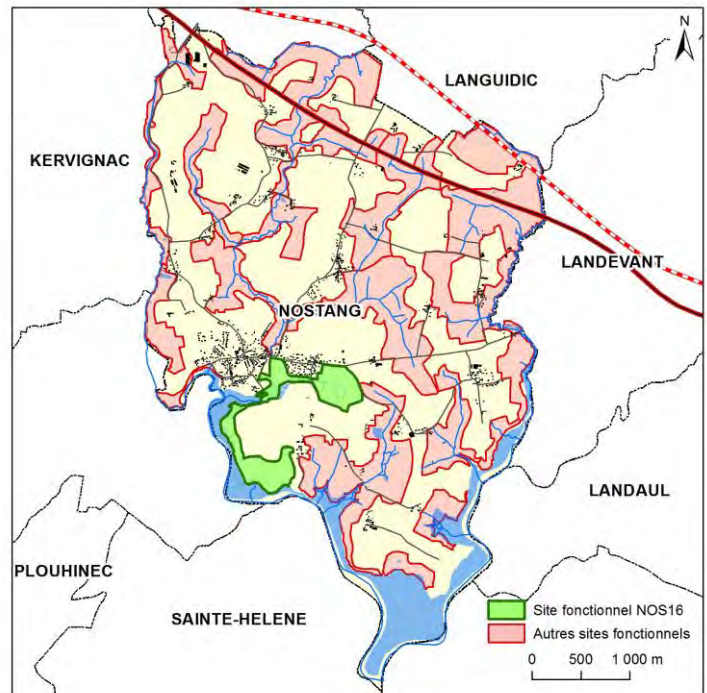 N
LANGUIDIC
KERVIGNAC
LANDEVANT
NOSTANG
LANDAUL
PLOUHINEC
SAINTE-HELENE
Site fonctionnel NOS16
Autres sites fonctionnels
0 500 1 000 m